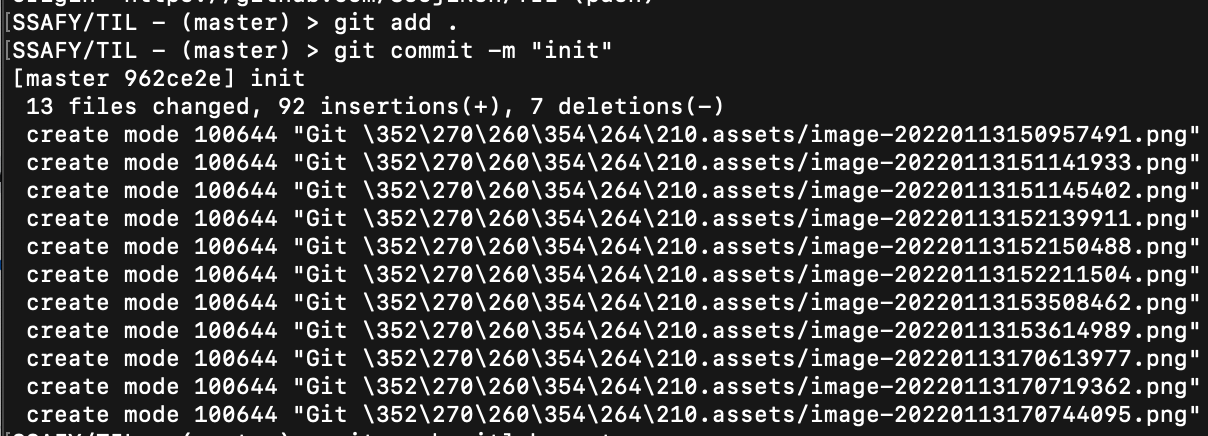 SSAFY/TIL - (master) > git add .
SSAFY/TIL - (master) > git commit -m "init"
[master 962ce2e] init
 13 files changed, 92 insertions(+), 7 deletions(-)
 create mode 100644 "Git \352\270\260\354\264\210.assets/image-20220113150957491.png"
 create mode 100644 "Git \352\270\260\354\264\210.assets/image-20220113151141933.png"
 create mode 100644 "Git \352\270\260\354\264\210.assets/image-20220113151145402.png"
 create mode 100644 "Git \352\270\260\354\264\210.assets/image-20220113152139911.png"
 create mode 100644 "Git \352\270\260\354\264\210.assets/image-20220113152150488.png"
 create mode 100644 "Git \352\270\260\354\264\210.assets/image-20220113152211504.png"
 create mode 100644 "Git \352\270\260\354\264\210.assets/image-20220113153508462.png"
 create mode 100644 "Git \352\270\260\354\264\210.assets/image-20220113153614989.png"
 create mode 100644 "Git \352\270\260\354\264\210.assets/image-20220113170613977.png"
 create mode 100644 "Git \352\270\260\354\264\210.assets/image-20220113170719362.png"
 create mode 100644 "Git \352\270\260\354\264\210.assets/image-20220113170744095.png"